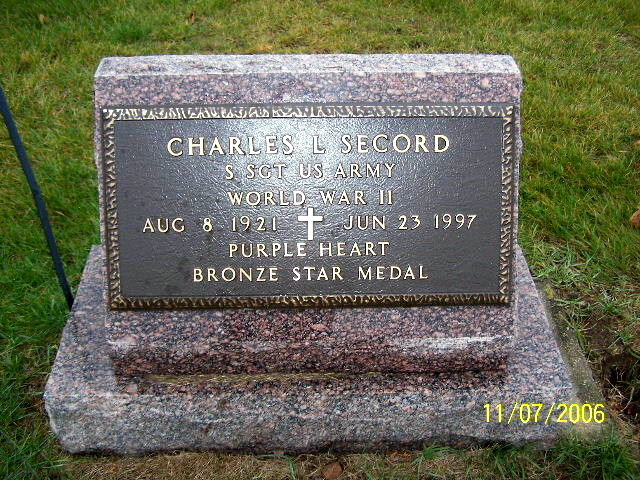 CHARLES L SECORD
S SGT US ARMY
WORLD WAR II
AUG 8 1921 JUN 23 1997
PURPLE HEART
BRONZE STAR MEDAL
11/07/2006